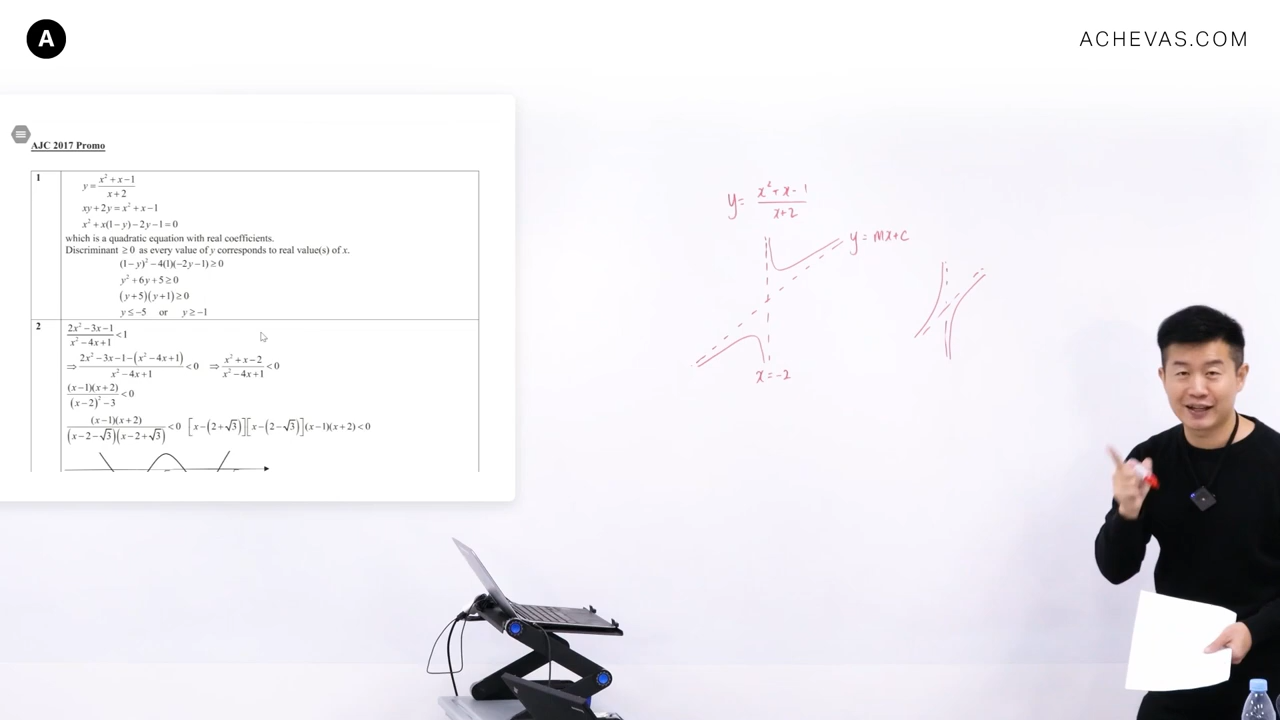 A
ACHEVAS.COM
AJC 2017 Promo
1
y = (x² + x − 1)/(x + 2)
xy + 2y = x² + x − 1
x² + x(1 − y) − 2y − 1 = 0
which is a quadratic equation with real coefficients.
Discriminant ≥ 0 as every value of y corresponds to real value(s) of x.
(1 − y)² − 4(1)(−2y − 1) ≥ 0
y² + 6y + 5 ≥ 0
(y + 5)(y + 1) ≥ 0
y ≤ −5 or y ≥ −1
2
(2x² − 3x − 1)/(x² − 4x + 1) < 1
⇒ (2x² − 3x − 1 − (x² − 4x + 1))/(x² − 4x + 1) < 0 ⇒ (x² + x − 2)/(x² − 4x + 1) < 0
(x − 1)(x + 2)/((x − 2)² − 3) < 0
(x − 1)(x + 2)/((x − 2 − √3)(x − 2 + √3)) < 0 [x − (2 + √3)][x − (2 − √3)](x − 1)(x + 2) < 0
y = (x² + x − 1)/(x + 2)
y = mx + c
x = −2